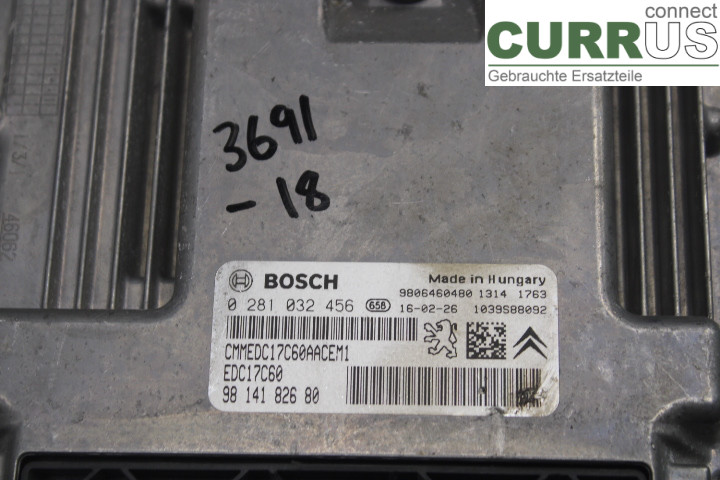 connect
CURRUS
Gebrauchte Ersatzteile
3691
-18
BOSCH
Made in Hungary
9806460480 1314 1763
0 281 032 456 658 16-02-26 1039S88092
CMMEDC17C60AACEM1
EDC17C60
98 141 826 80
46062